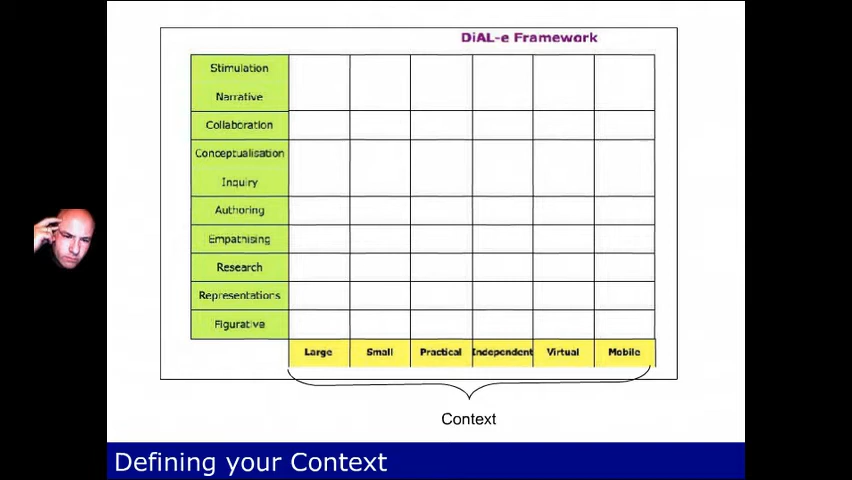 DiAL-e Framework
Stimulation
Narrative
Collaboration
Conceptualisation
Inquiry
Authoring
Empathising
Research
Representations
Figurative
Large Small Practical Independent Virtual Mobile
Context
Defining your Context